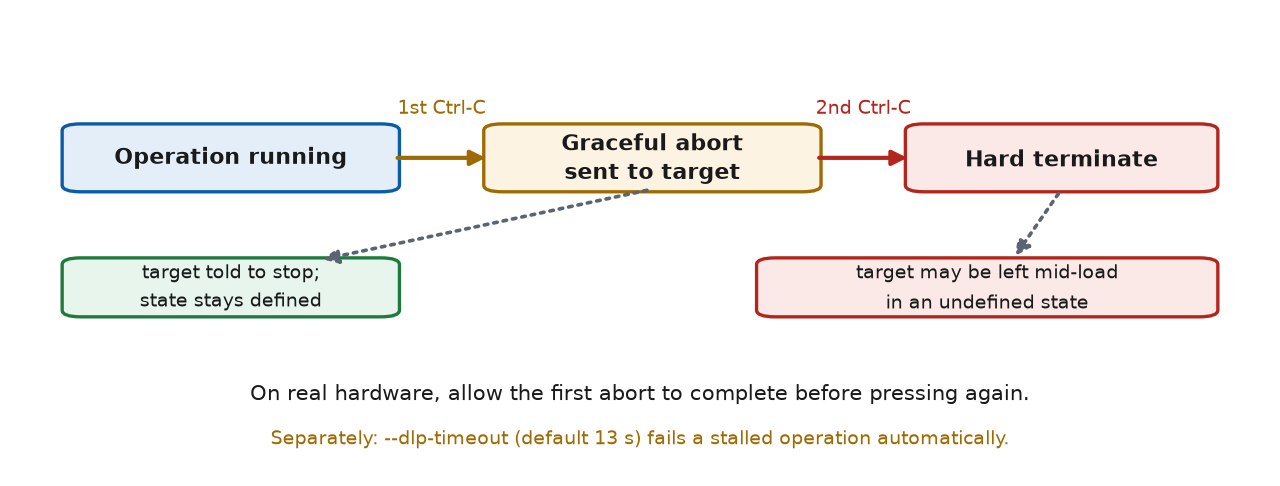 1st Ctrl-C
2nd Ctrl-C
Operation running
Graceful abort
sent to target
Hard terminate
target told to stop;
state stays defined
target may be left mid-load
in an undefined state
On real hardware, allow the first abort to complete before pressing again.
Separately: --dlp-timeout (default 13 s) fails a stalled operation automatically.